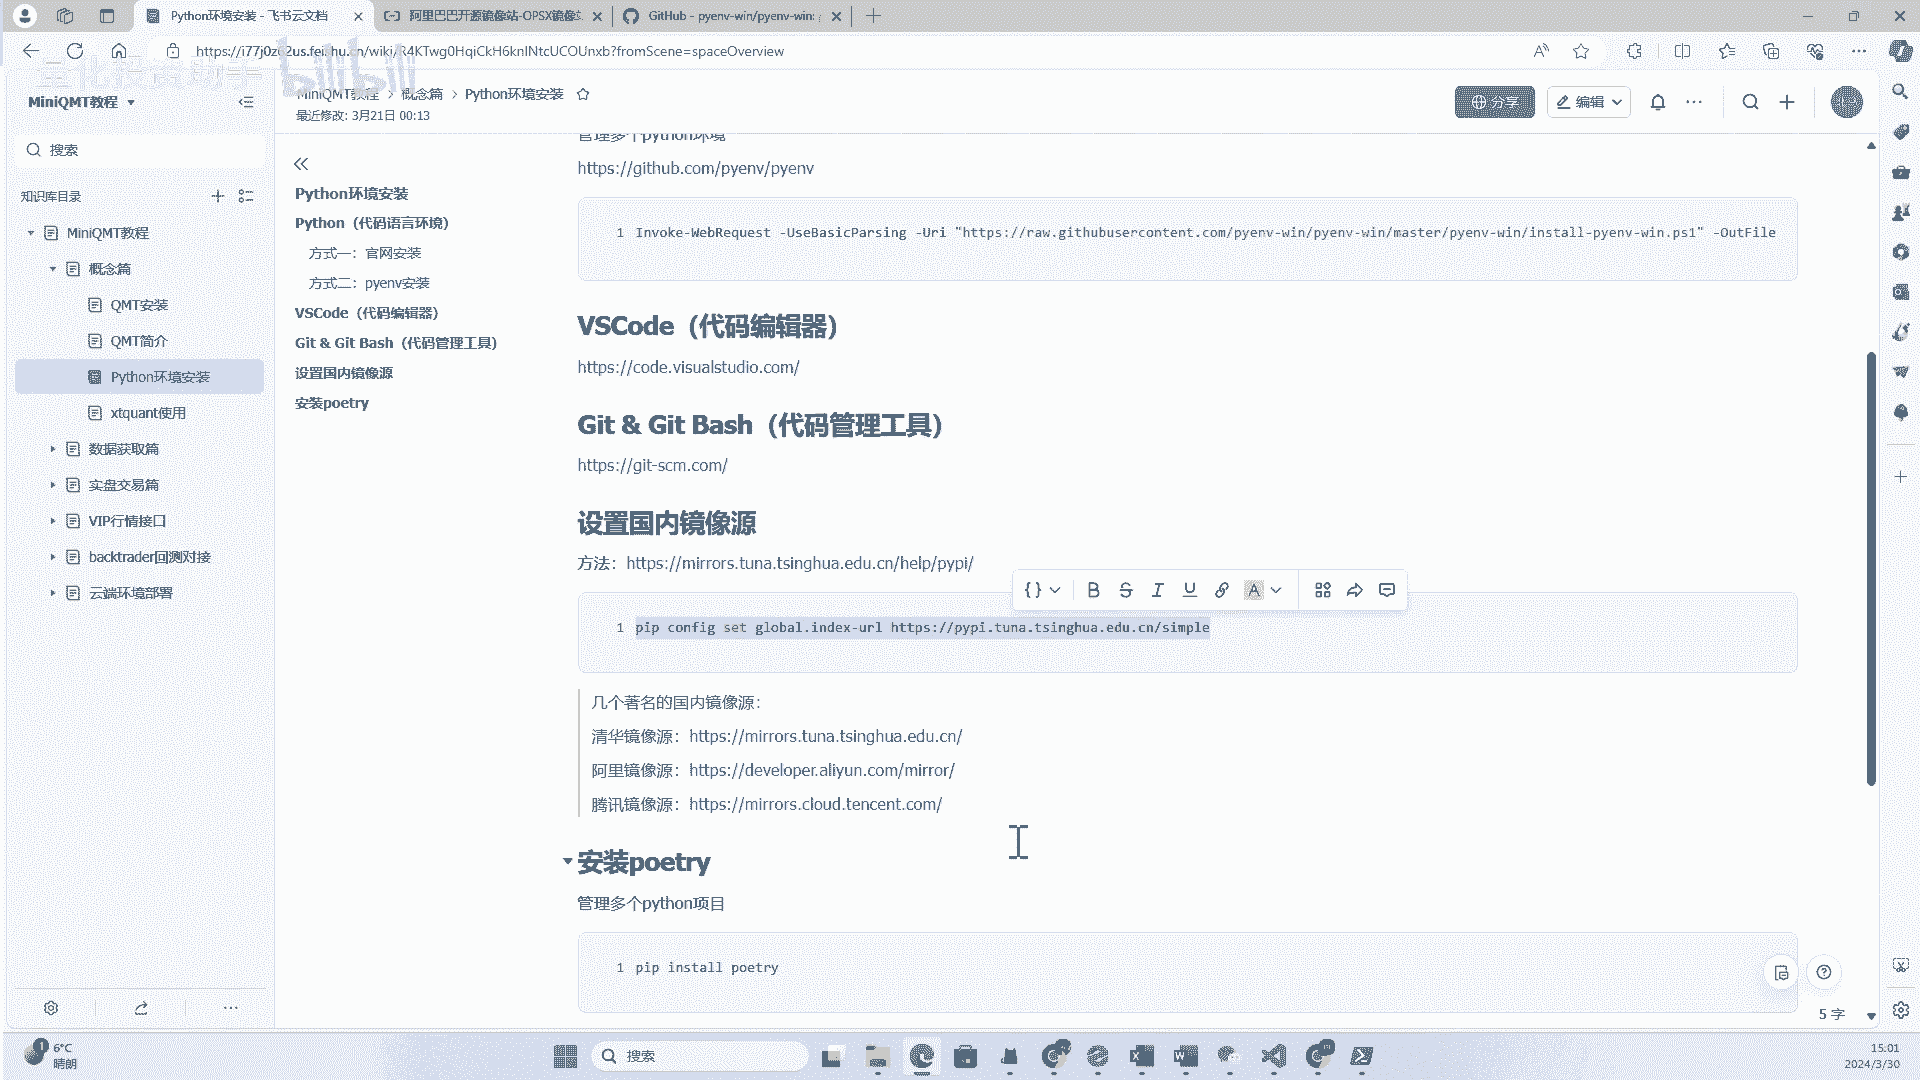 Python环境安装 - 飞书云文档
阿里巴巴开源镜像站-OPSX镜像
GitHub - pyenv-win/pyenv-win:
feishu.cn/wiki/R4KTwg0HqiCkH6knINtcUCOUnxb?fromScene=spaceOverview
量化投资助手 bilibili
MiniQMT教程
MiniQMT教程 > 概念篇 > Python环境安装
最近修改: 3月21日 00:13
分享
编辑
搜索
知识库目录
MiniQMT教程
概念篇
QMT安装
QMT简介
Python环境安装
xtquant使用
数据获取篇
实盘交易篇
VIP行情接口
backtrader回测对接
云端环境部署
Python环境安装
Python（代码语言环境）
方式一：官网安装
方式二：pyenv安装
VSCode（代码编辑器）
Git & Git Bash（代码管理工具）
设置国内镜像源
安装poetry
管理多个python环境
https://github.com/pyenv/pyenv
1 Invoke-WebRequest -UseBasicParsing -Uri "https://raw.githubusercontent.com/pyenv-win/pyenv-win/master/pyenv-win/install-pyenv-win.ps1" -OutFile
VSCode（代码编辑器）
https://code.visualstudio.com/
Git & Git Bash（代码管理工具）
https://git-scm.com/
设置国内镜像源
方法：https://mirrors.tuna.tsinghua.edu.cn/help/pypi/
{} B S I U A
1 pip config set global.index-url https://pypi.tuna.tsinghua.edu.cn/simple
几个著名的国内镜像源：
清华镜像源：https://mirrors.tuna.tsinghua.edu.cn/
阿里镜像源：https://developer.aliyun.com/mirror/
腾讯镜像源：https://mirrors.cloud.tencent.com/
安装poetry
管理多个python项目
1 pip install poetry
5 字
1
6°C
晴朗
搜索
15:01
2024/3/30